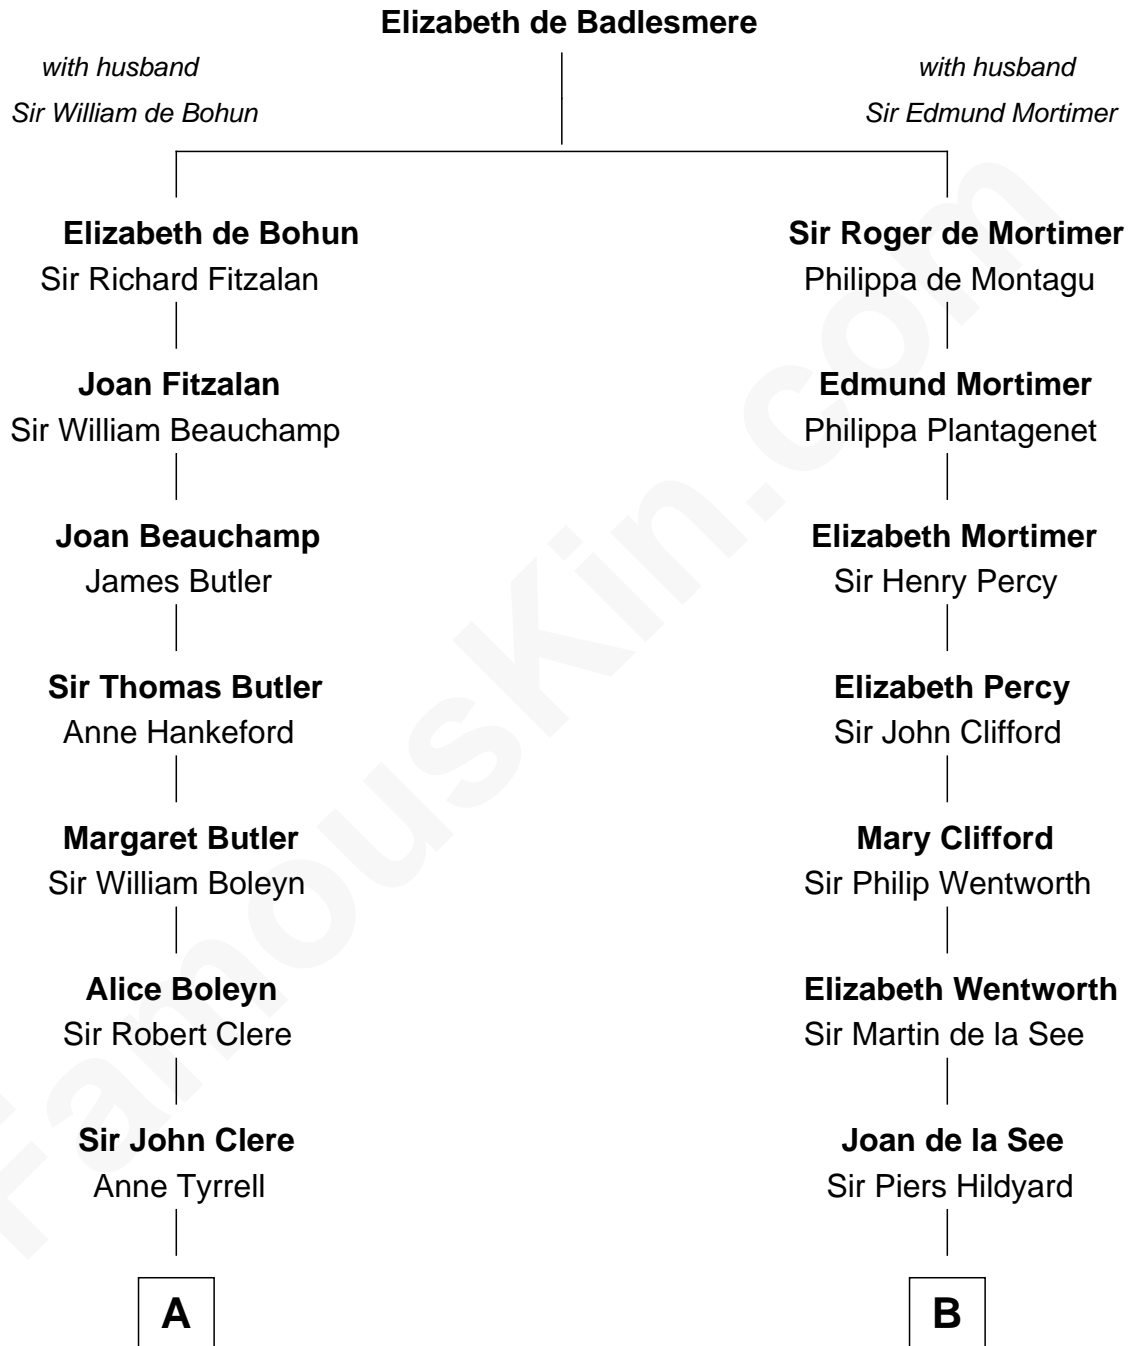 Elizabeth de Badlesmere
with husband
Sir William de Bohun
with husband
Sir Edmund Mortimer
Elizabeth de Bohun
Sir Richard Fitzalan
Sir Roger de Mortimer
Philippa de Montagu
Joan Fitzalan
Sir William Beauchamp
Edmund Mortimer
Philippa Plantagenet
Joan Beauchamp
James Butler
Elizabeth Mortimer
Sir Henry Percy
Sir Thomas Butler
Anne Hankeford
Elizabeth Percy
Sir John Clifford
Margaret Butler
Sir William Boleyn
Mary Clifford
Sir Philip Wentworth
Alice Boleyn
Sir Robert Clere
Elizabeth Wentworth
Sir Martin de la See
Sir John Clere
Anne Tyrrell
Joan de la See
Sir Piers Hildyard
A
B
FamousKin.com